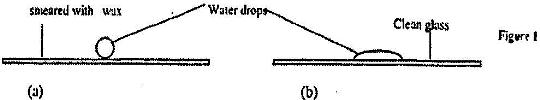 smeared with wax
Water drops
Clean glass
Figure 1
(a)
(b)